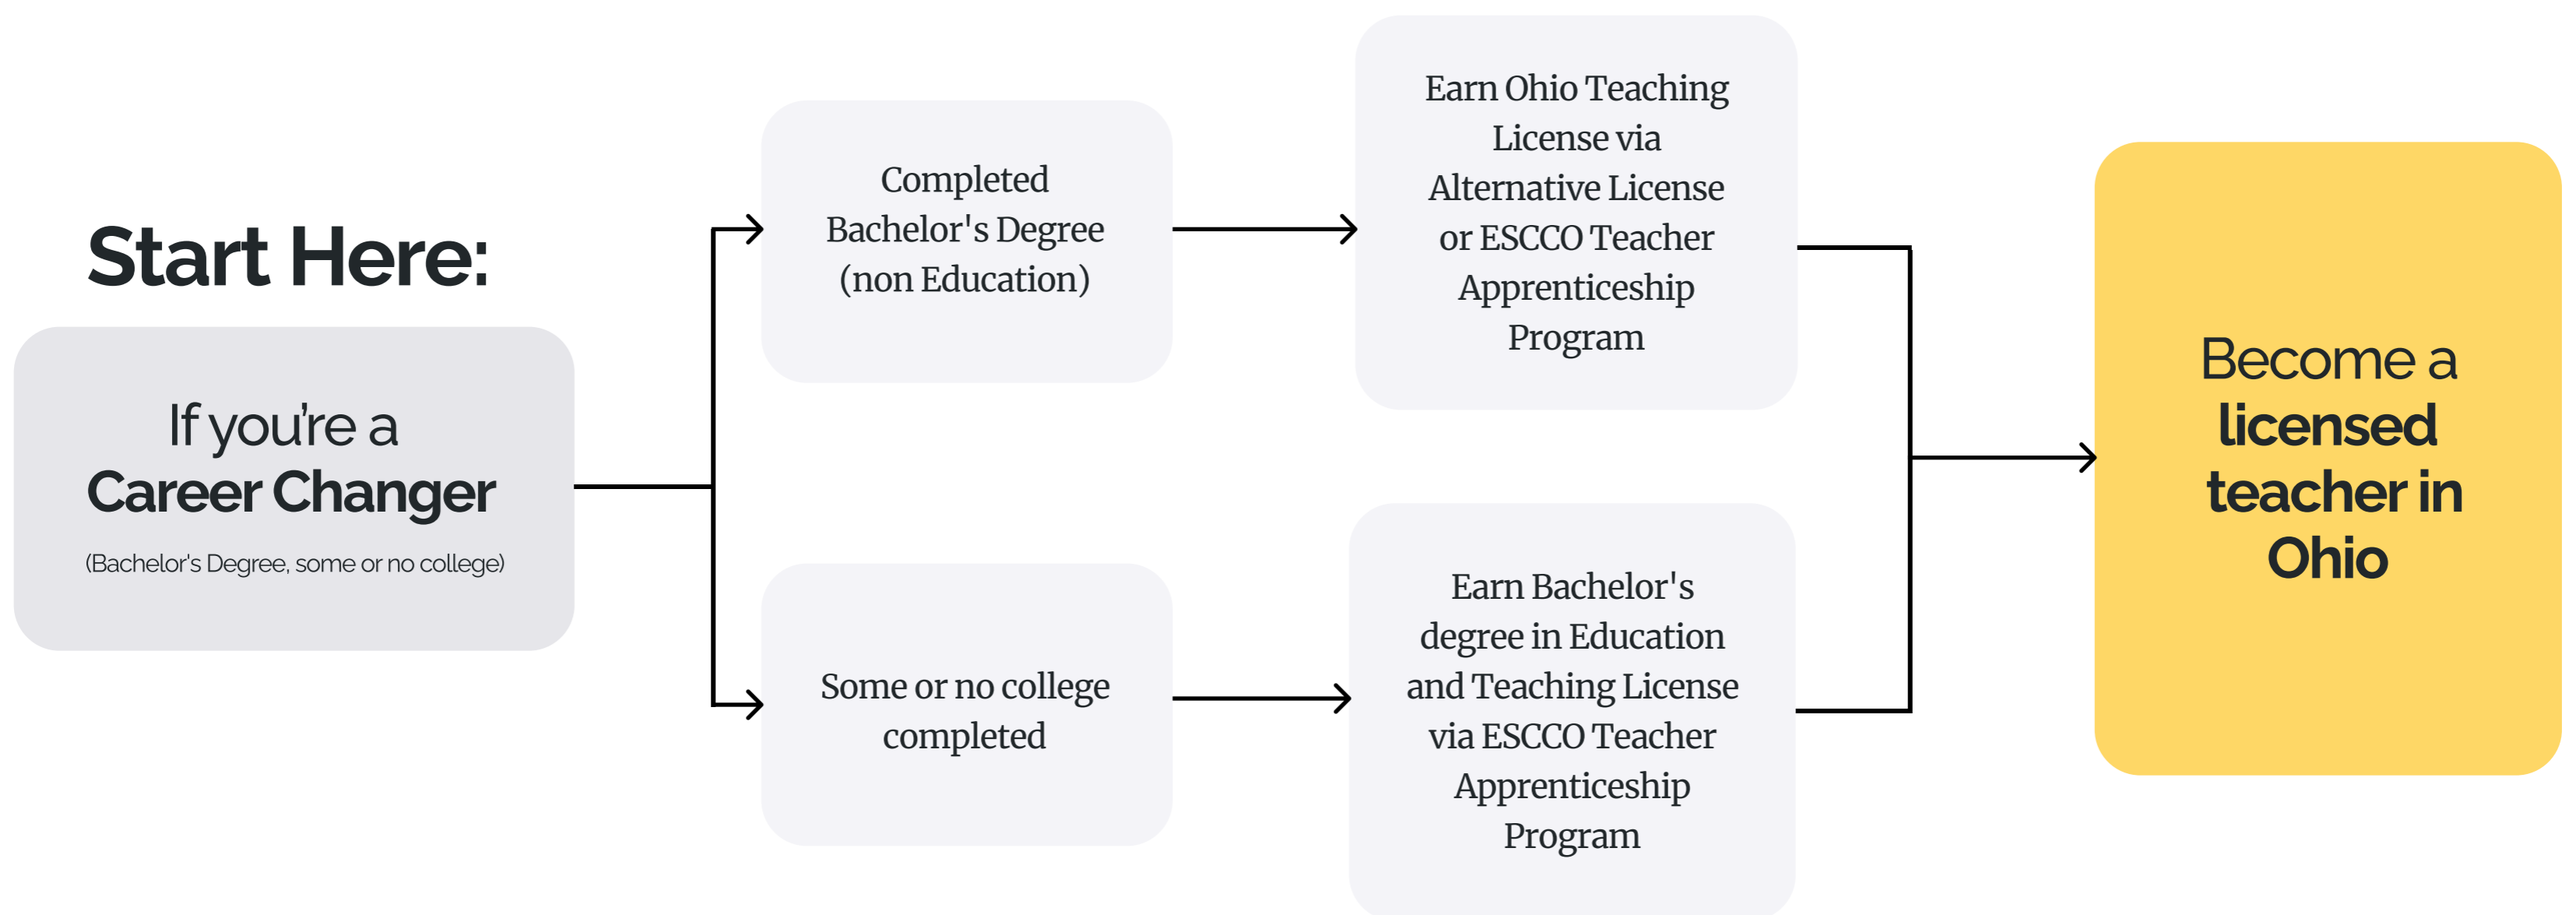 Start Here:
If you're a
Career Changer
(Bachelor's Degree, some or no college)
Completed
Bachelor's Degree
(non Education)
Earn Ohio Teaching
License via
Alternative License
or ESCCO Teacher
Apprenticeship
Program
Some or no college
completed
Earn Bachelor's
degree in Education
and Teaching License
via ESCCO Teacher
Apprenticeship
Program
Become a
licensed
teacher in
Ohio